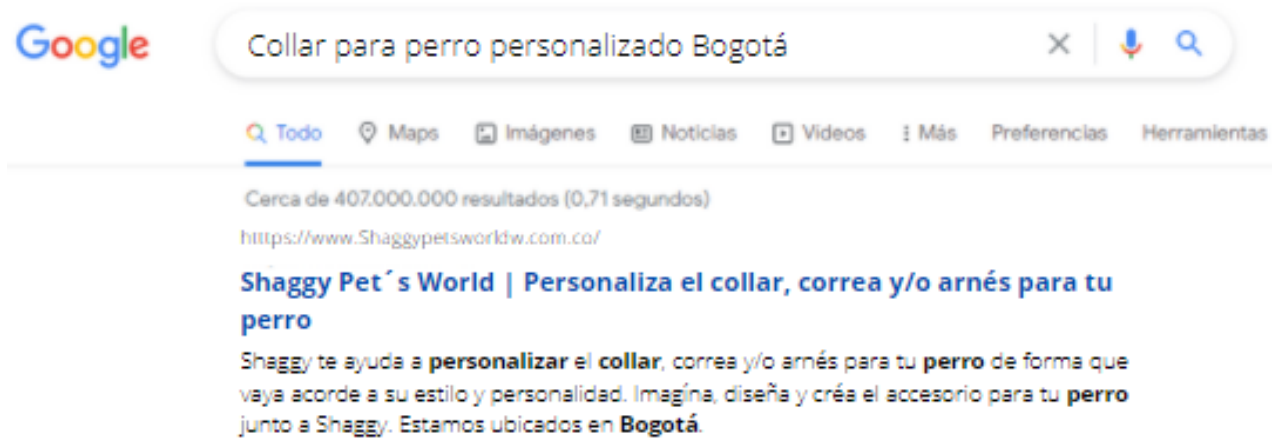 Google
Collar para perro personalizado Bogotá
Todo Maps Imágenes Noticias Videos Más Preferencias Herramientas
Cerca de 407.000.000 resultados (0,71 segundos)
htttps://www.Shaggypetsworldw.com.co/
Shaggy Pet´s World | Personaliza el collar, correa y/o arnés para tu
perro
Shaggy te ayuda a personalizar el collar, correa y/o arnés para tu perro de forma que
vaya acorde a su estilo y personalidad. Imagína, diseña y créa el accesorio para tu perro
junto a Shaggy. Estamos ubicados en Bogotá.